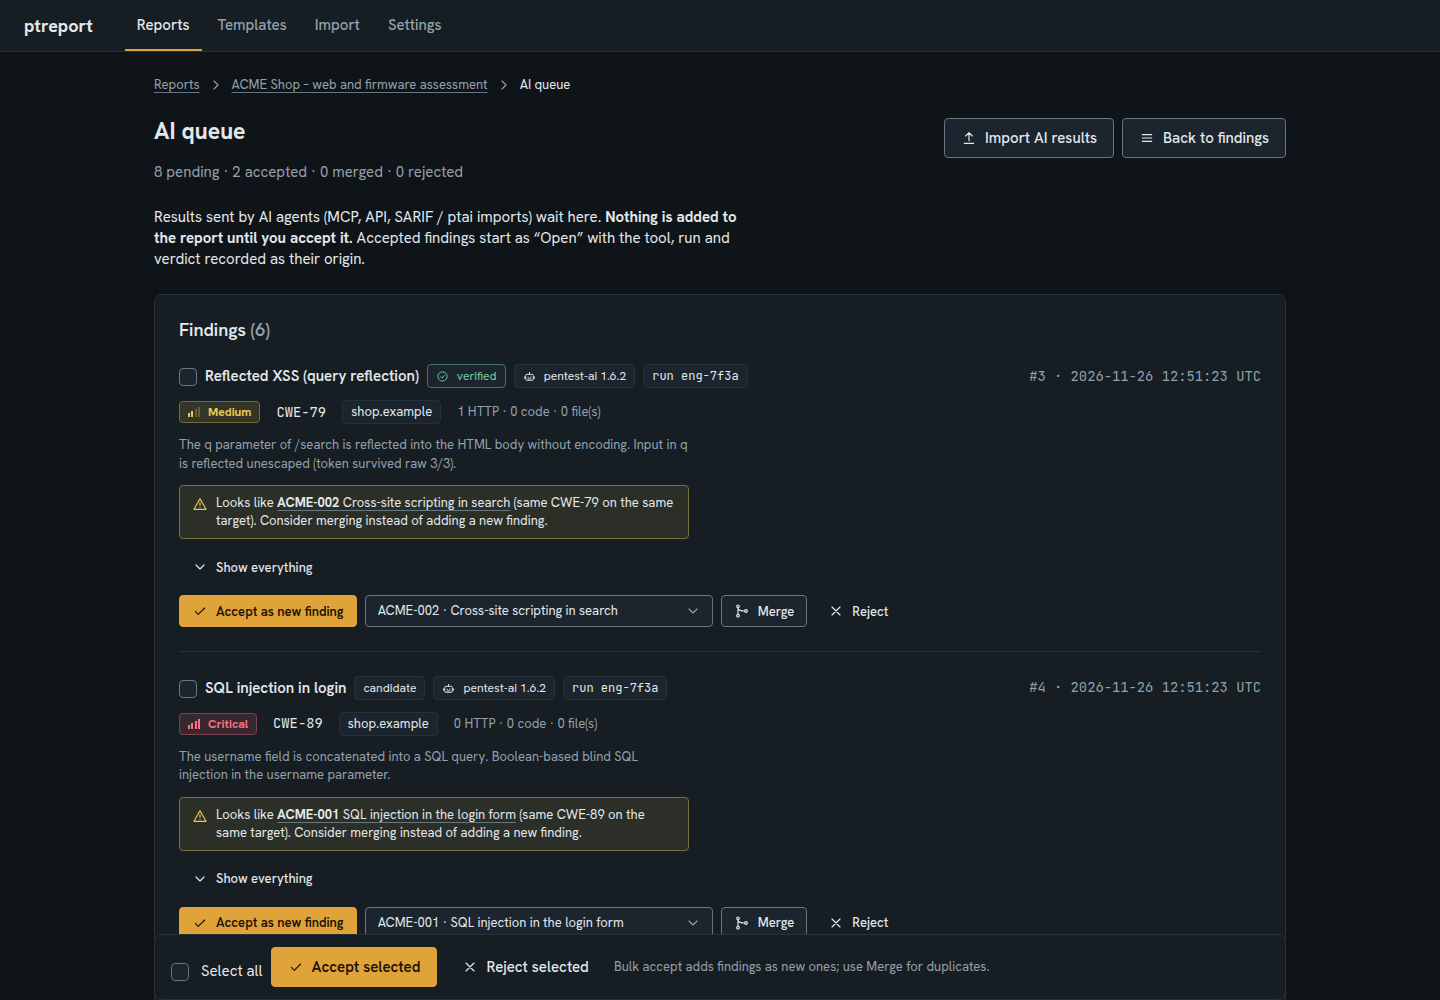 ptreport
Reports
Templates
Import
Settings
Reports
ACME Shop – web and firmware assessment
AI queue
AI queue
Import AI results
Back to findings
8 pending · 2 accepted · 0 merged · 0 rejected
Results sent by AI agents (MCP, API, SARIF / ptai imports) wait here. Nothing is added to
the report until you accept it. Accepted findings start as “Open” with the tool, run and
verdict recorded as their origin.
Findings (6)
Reflected XSS (query reflection)
verified
pentest-ai 1.6.2
run eng-7f3a
#3 · 2026-11-26 12:51:23 UTC
Medium
CWE-79
shop.example
1 HTTP · 0 code · 0 file(s)
The q parameter of /search is reflected into the HTML body without encoding. Input in q
is reflected unescaped (token survived raw 3/3).
Looks like ACME-002 Cross-site scripting in search (same CWE-79 on the same
target). Consider merging instead of adding a new finding.
Show everything
Accept as new finding
ACME-002 · Cross-site scripting in search
Merge
Reject
SQL injection in login
candidate
pentest-ai 1.6.2
run eng-7f3a
#4 · 2026-11-26 12:51:23 UTC
Critical
CWE-89
shop.example
0 HTTP · 0 code · 0 file(s)
The username field is concatenated into a SQL query. Boolean-based blind SQL
injection in the username parameter.
Looks like ACME-001 SQL injection in the login form (same CWE-89 on the
same target). Consider merging instead of adding a new finding.
Show everything
Accept as new finding
ACME-001 · SQL injection in the login form
Merge
Reject
Select all
Accept selected
Reject selected
Bulk accept adds findings as new ones; use Merge for duplicates.